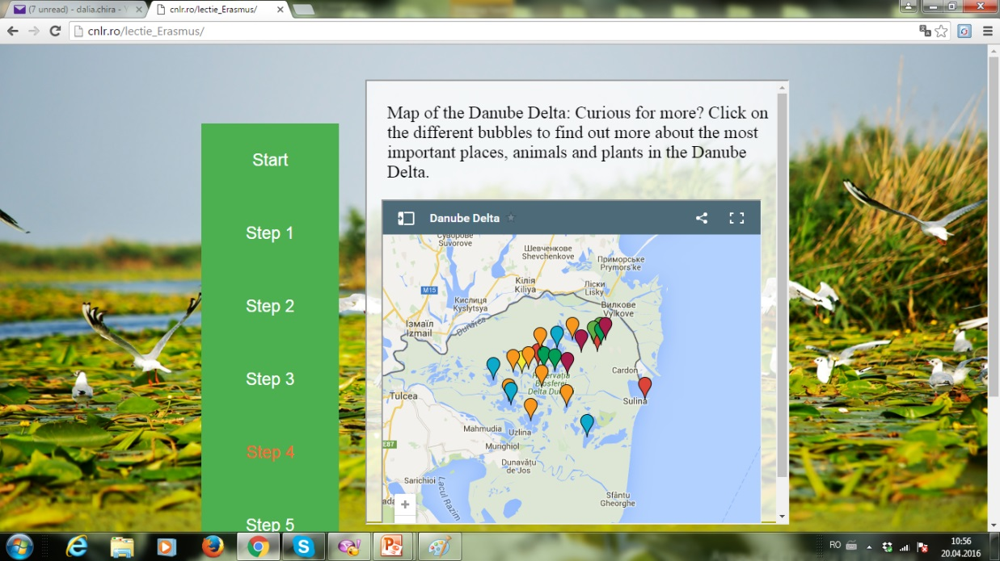 (7 unread) - dalia.chira - Y
cnlr.ro/lectie_Erasmus/
cnlr.ro/lectie_Erasmus/
Start
Step 1
Step 2
Step 3
Step 4
Step 5
Map of the Danube Delta: Curious for more? Click on
the different bubbles to find out more about the most
important places, animals and plants in the Danube
Delta.
Danube Delta
Суворове
Suvorove
Шевченкове
Shevchenkove
Приморське
Prymors'ke
Кілія
Kiliya
Ліски
Lisky
M15
Кислиця
Kyslytsya
Вилкове
Vylkove
Ізмаїл
Izmail
Dunărea
Cardon
Rezervația
Biosferei
Delta Du
Tulcea
Sulina
Mahmudia
Uzlina
E87
Murighiol
Dunavățu
de Jos
Sarichioi
Lacul Razim
ada
Sfântu
Gheorghe
+
RO
10:56
20.04.2016